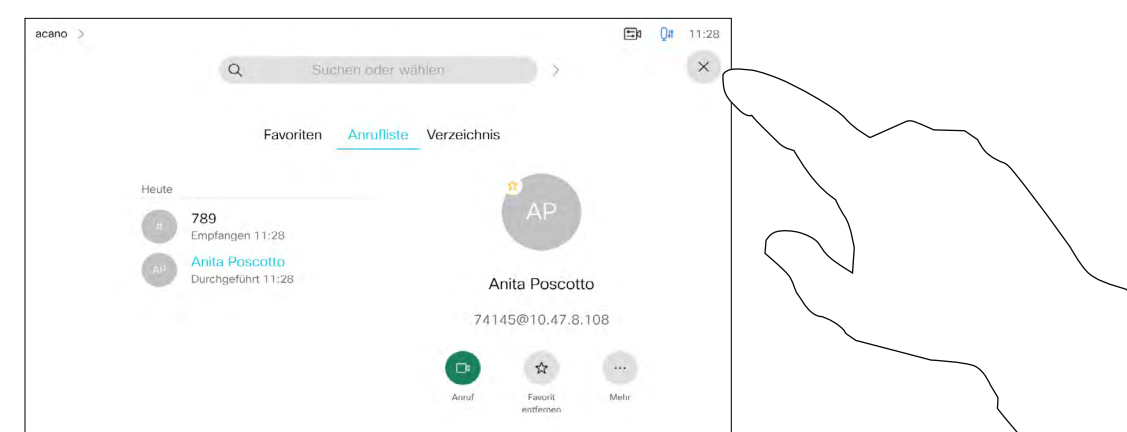 acano >
11:28
Suchen oder wählen
Favoriten Anrufliste Verzeichnis
Heute
#
789
Empfangen 11:28
AP
Anita Poscotto
Durchgeführt 11:28
AP
Anita Poscotto
74145@10.47.8.108
Anruf
Favorit
entfernen
Mehr